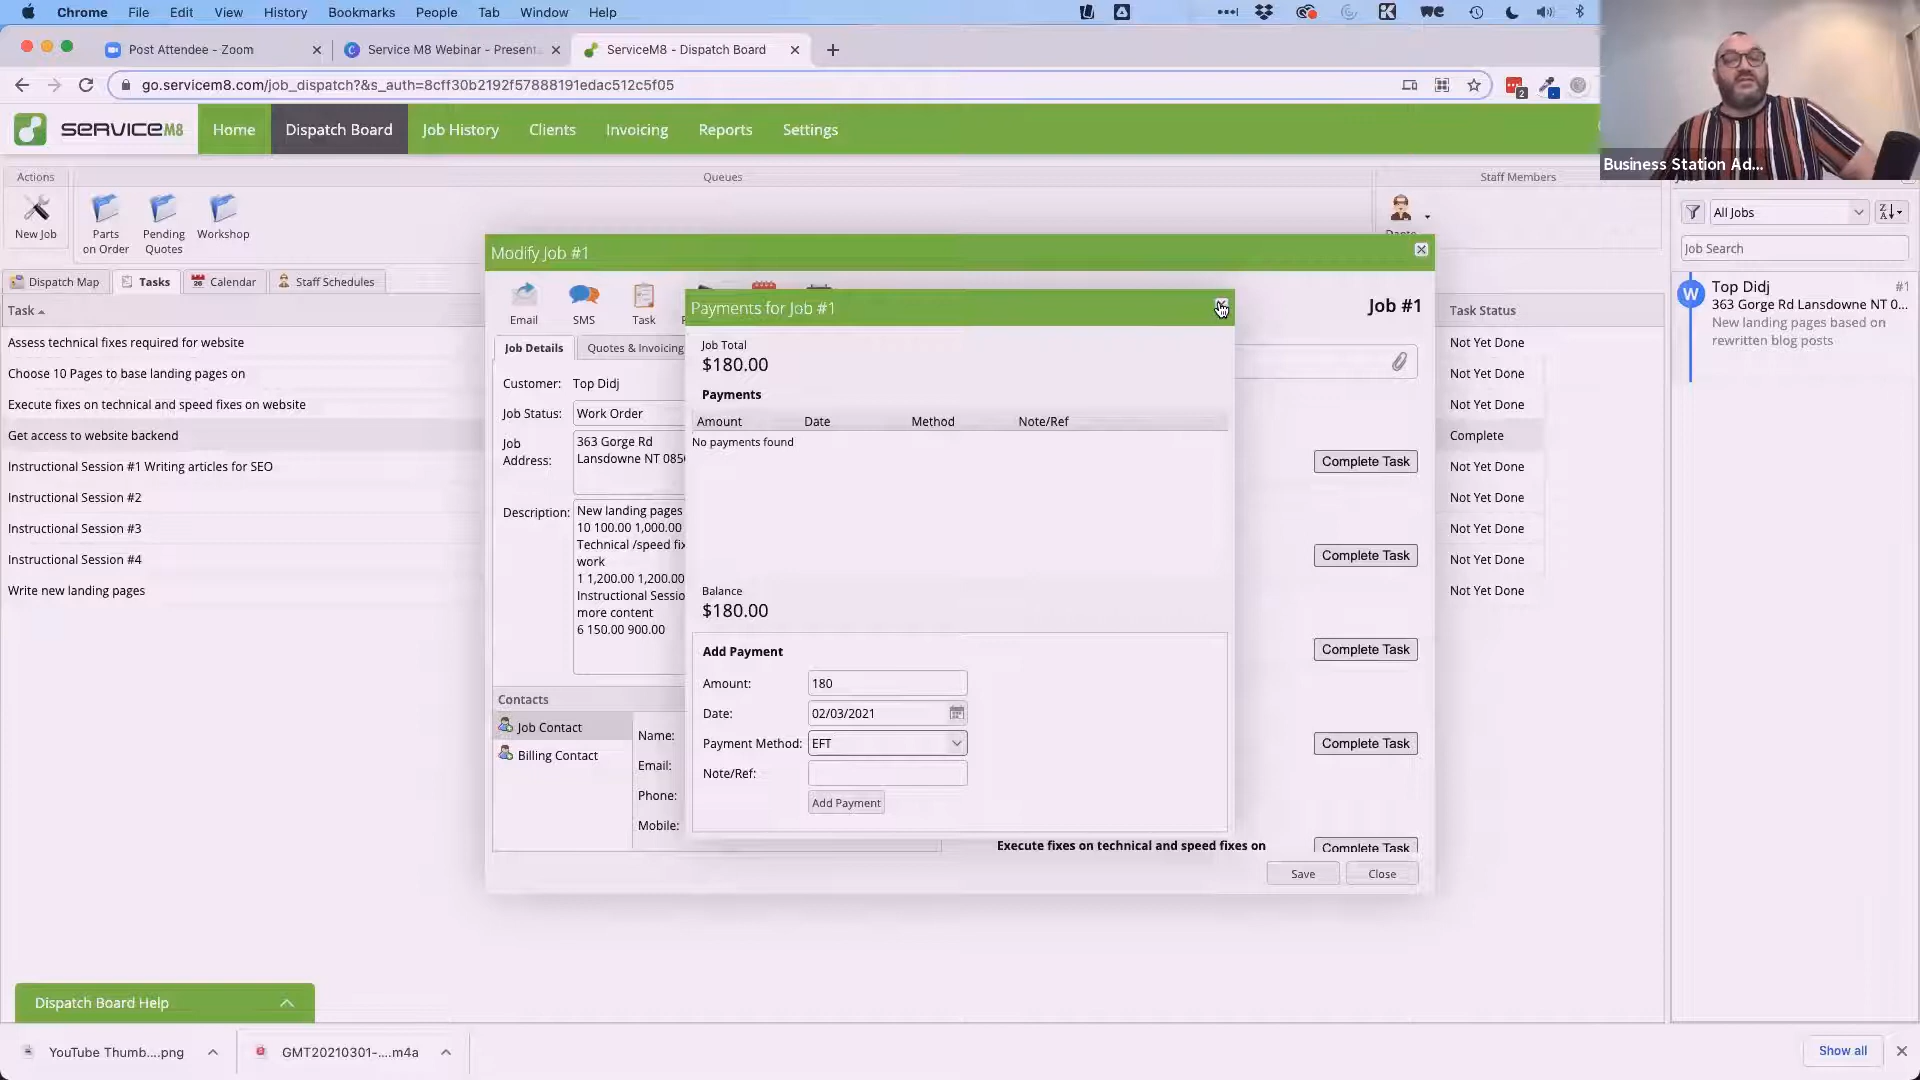 Chrome File Edit View History Bookmarks People Tab Window Help
Post Attendee - Zoom
Service M8 Webinar - Present
ServiceM8 - Dispatch Board
go.servicem8.com/job_dispatch?&s_auth=8cff30b2192f57888191edac512c5f05
2
SERVICEM8
Home
Dispatch Board
Job History
Clients
Invoicing
Reports
Settings
Business Station Ad...
Actions
Queues
Staff Members
New Job
Parts on Order
Pending Quotes
Workshop
All Jobs
Job Search
Dispatch Map
Tasks
Calendar
Staff Schedules
Task
Assess technical fixes required for website
Choose 10 Pages to base landing pages on
Execute fixes on technical and speed fixes on website
Get access to website backend
Instructional Session #1 Writing articles for SEO
Instructional Session #2
Instructional Session #3
Instructional Session #4
Write new landing pages
Modify Job #1
Email
SMS
Task
Job #1
Job Details
Quotes & Invoicing
Customer: Top Didj
Job Status: Work Order
Job Address:
363 Gorge Rd
Lansdowne NT 085
Description:
New landing pages
10 100.00 1,000.00
Technical /speed fix
work
1 1,200.00 1,200.00
Instructional Sessio
more content
6 150.00 900.00
Contacts
Job Contact
Billing Contact
Name:
Email:
Phone:
Mobile:
Payments for Job #1
Job Total
$180.00
Payments
Amount Date Method Note/Ref
No payments found
Balance
$180.00
Add Payment
Amount: 180
Date: 02/03/2021
Payment Method: EFT
Note/Ref:
Add Payment
Complete Task
Complete Task
Complete Task
Complete Task
Execute fixes on technical and speed fixes on
Complete Task
Save
Close
Task Status
Not Yet Done
Not Yet Done
Not Yet Done
Complete
Not Yet Done
Not Yet Done
Not Yet Done
Not Yet Done
Not Yet Done
W
Top Didj #1
363 Gorge Rd Lansdowne NT 0...
New landing pages based on
rewritten blog posts
Dispatch Board Help
YouTube Thumb....png
GMT20210301-....m4a
Show all